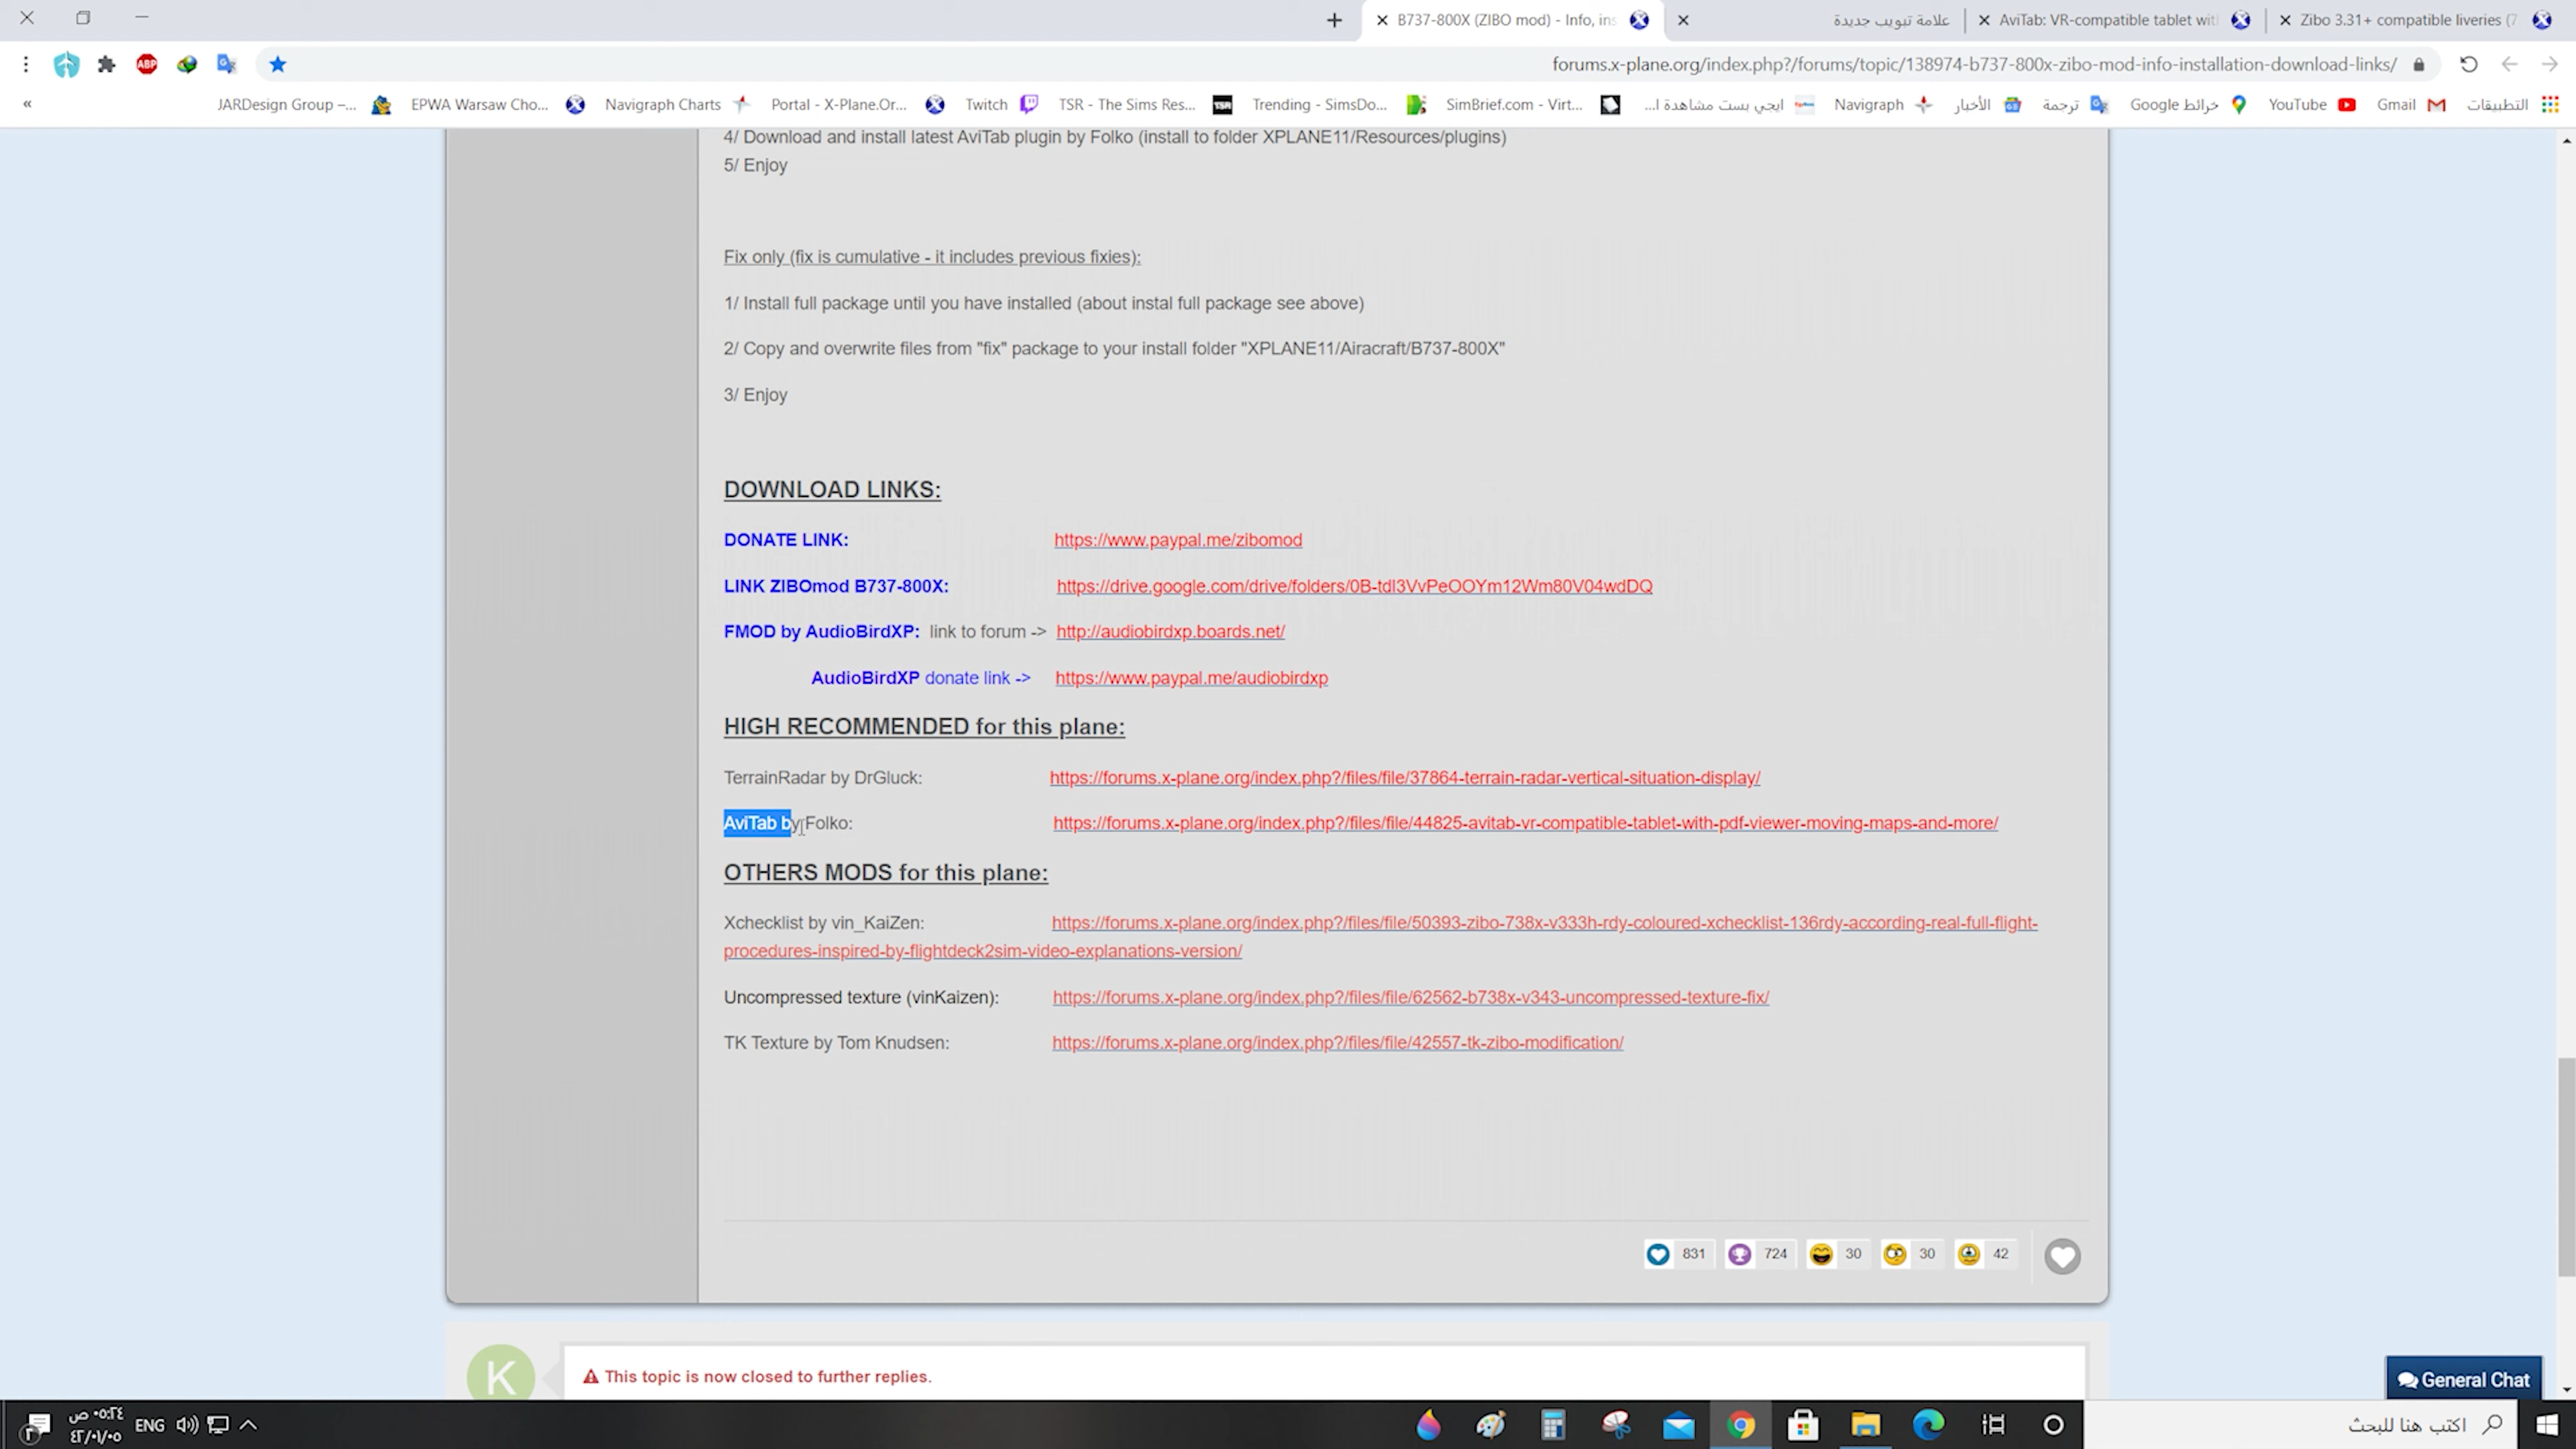 B737-800X (ZIBO mod) - Info, ins
علامة تبويب جديدة
AviTab: VR-compatible tablet wit
Zibo 3.31+ compatible liveries (7
forums.x-plane.org/index.php?/forums/topic/138974-b737-800x-zibo-mod-info-installation-download-links/
ABP
JARDesign Group –...
EPWA Warsaw Cho...
Navigraph Charts
Portal - X-Plane.Or...
Twitch
TSR - The Sims Res...
TSR
Trending - SimsDo...
SimBrief.com - Virt...
ايجي بست مشاهدة ا...
Navigraph
الأخبار
ترجمة
خرائط Google
YouTube
Gmail
التطبيقات
4/ Download and install latest AviTab plugin by Folko (install to folder XPLANE11/Resources/plugins)
5/ Enjoy
Fix only (fix is cumulative - it includes previous fixies):
1/ Install full package until you have installed (about instal full package see above)
2/ Copy and overwrite files from "fix" package to your install folder "XPLANE11/Airacraft/B737-800X"
3/ Enjoy
DOWNLOAD LINKS:
DONATE LINK: https://www.paypal.me/zibomod
LINK ZIBOmod B737-800X: https://drive.google.com/drive/folders/0B-tdl3VvPeOOYm12Wm80V04wdDQ
FMOD by AudioBirdXP: link to forum -> http://audiobirdxp.boards.net/
AudioBirdXP donate link -> https://www.paypal.me/audiobirdxp
HIGH RECOMMENDED for this plane:
TerrainRadar by DrGluck: https://forums.x-plane.org/index.php?/files/file/37864-terrain-radar-vertical-situation-display/
AviTab by Folko: https://forums.x-plane.org/index.php?/files/file/44825-avitab-vr-compatible-tablet-with-pdf-viewer-moving-maps-and-more/
OTHERS MODS for this plane:
Xchecklist by vin_KaiZen: https://forums.x-plane.org/index.php?/files/file/50393-zibo-738x-v333h-rdy-coloured-xchecklist-136rdy-according-real-full-flight-
procedures-inspired-by-flightdeck2sim-video-explanations-version/
Uncompressed texture (vinKaizen): https://forums.x-plane.org/index.php?/files/file/62562-b738x-v343-uncompressed-texture-fix/
TK Texture by Tom Knudsen: https://forums.x-plane.org/index.php?/files/file/42557-tk-zibo-modification/
831
724
30
30
42
K
This topic is now closed to further replies.
General Chat
٠٥:٢٤ ص
٤٢/٠١/٠٥
ENG
اكتب هنا للبحث